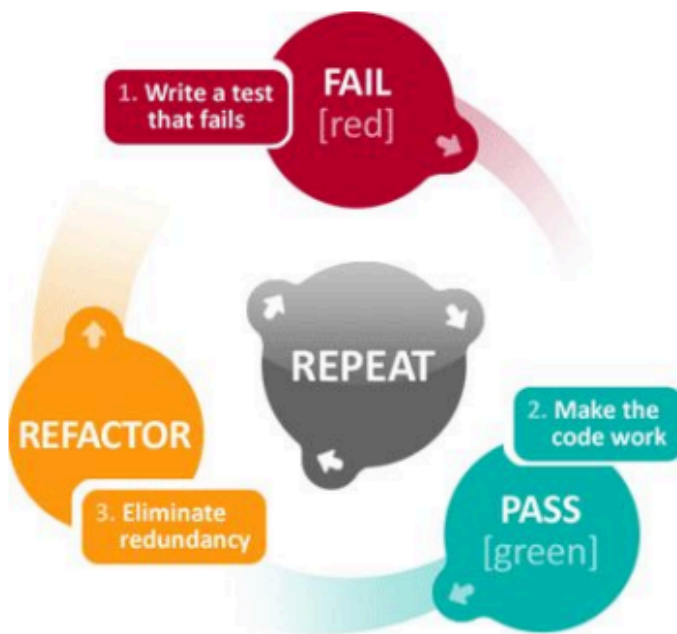 FAIL
[red]
1. Write a test
that fails
REPEAT
2. Make the
code work
PASS
[green]
REFACTOR
3. Eliminate
redundancy